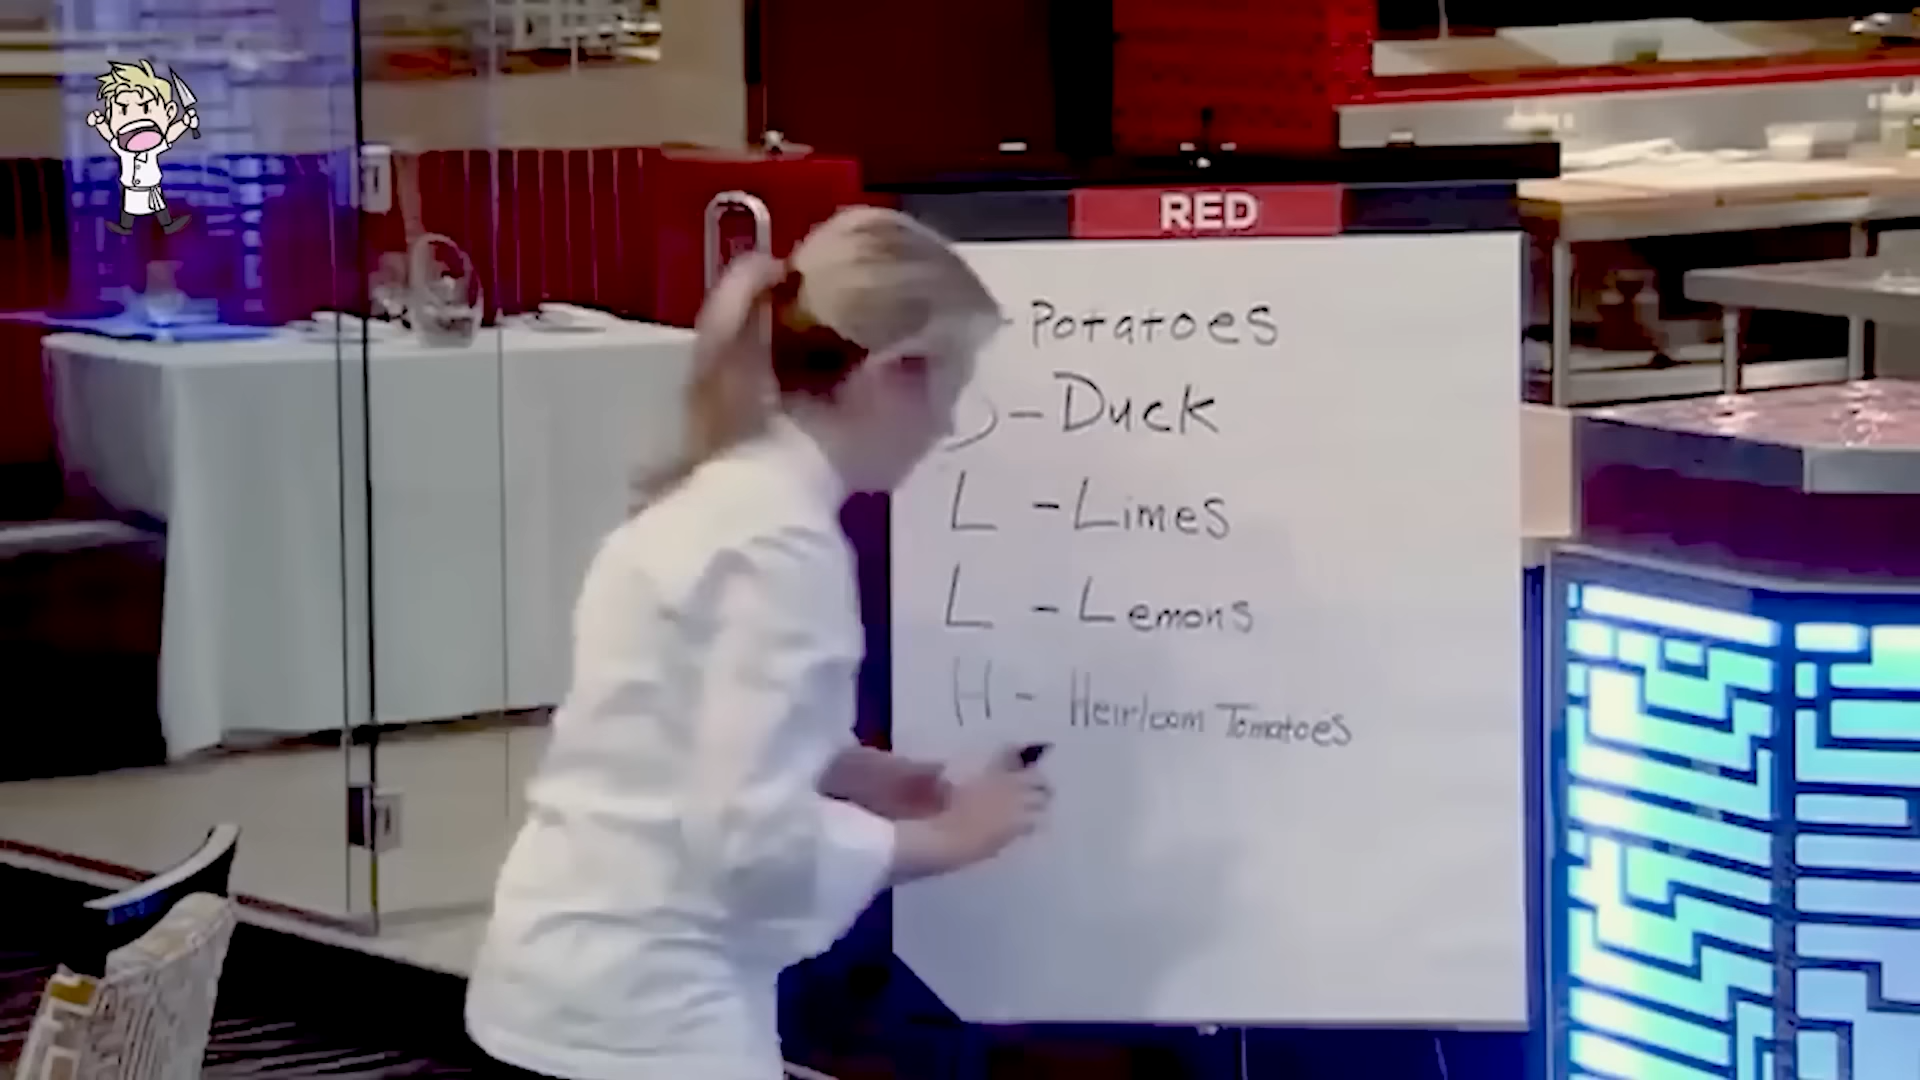 RED
- Potatoes
- Duck
L - Limes
L - Lemons
H - Heirloom Tomatoes